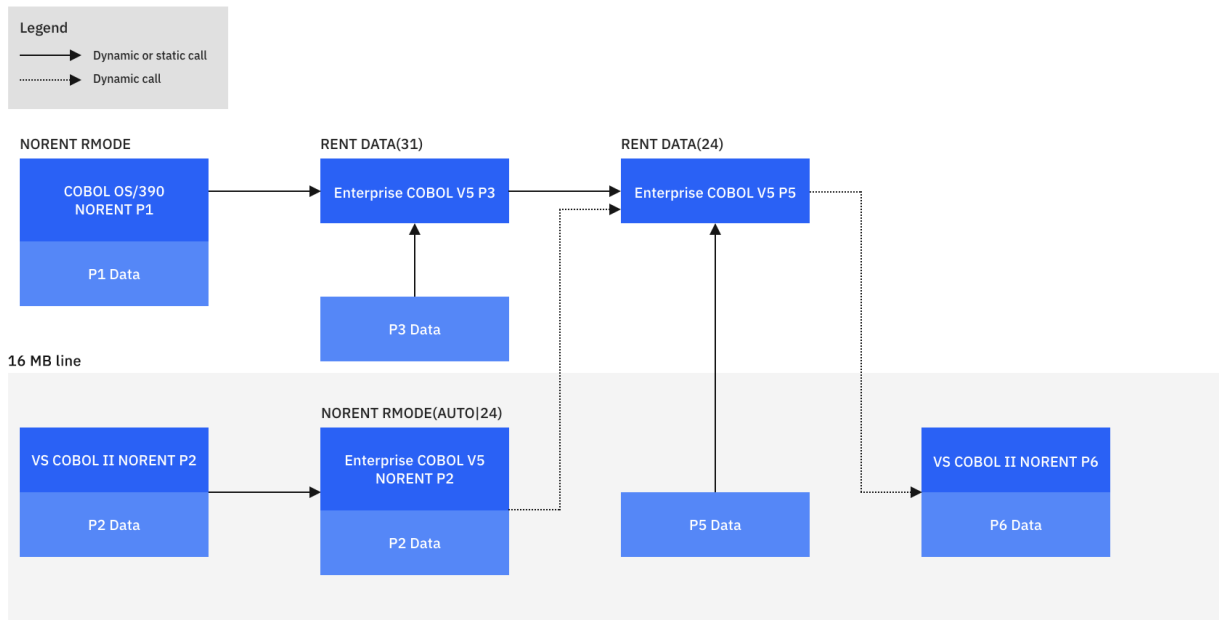 Legend
Dynamic or static call
Dynamic call
NORENT RMODE
RENT DATA(31)
RENT DATA(24)
COBOL OS/390
NORENT P1
P1 Data
Enterprise COBOL V5 P3
Enterprise COBOL V5 P5
P3 Data
16 MB line
NORENT RMODE(AUTO|24)
VS COBOL II NORENT P2
P2 Data
Enterprise COBOL V5
NORENT P2
P2 Data
P5 Data
VS COBOL II NORENT P6
P6 Data